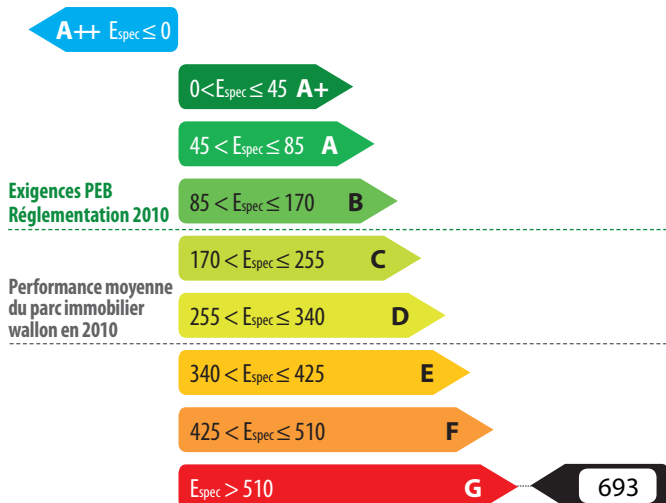 A++ Espec ≤ 0
0 < Espec ≤ 45 A+
45 < Espec ≤ 85 A
Exigences PEB
Réglementation 2010
85 < Espec ≤ 170 B
170 < Espec ≤ 255 C
Performance moyenne
du parc immobilier
wallon en 2010
255 < Espec ≤ 340 D
340 < Espec ≤ 425 E
425 < Espec ≤ 510 F
Espec > 510 G 693